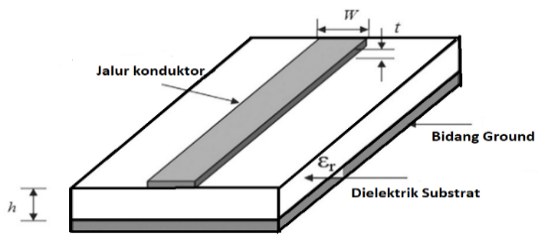 W
t
Jalur konduktor
Bidang Ground
εr
Dielektrik Substrat
h